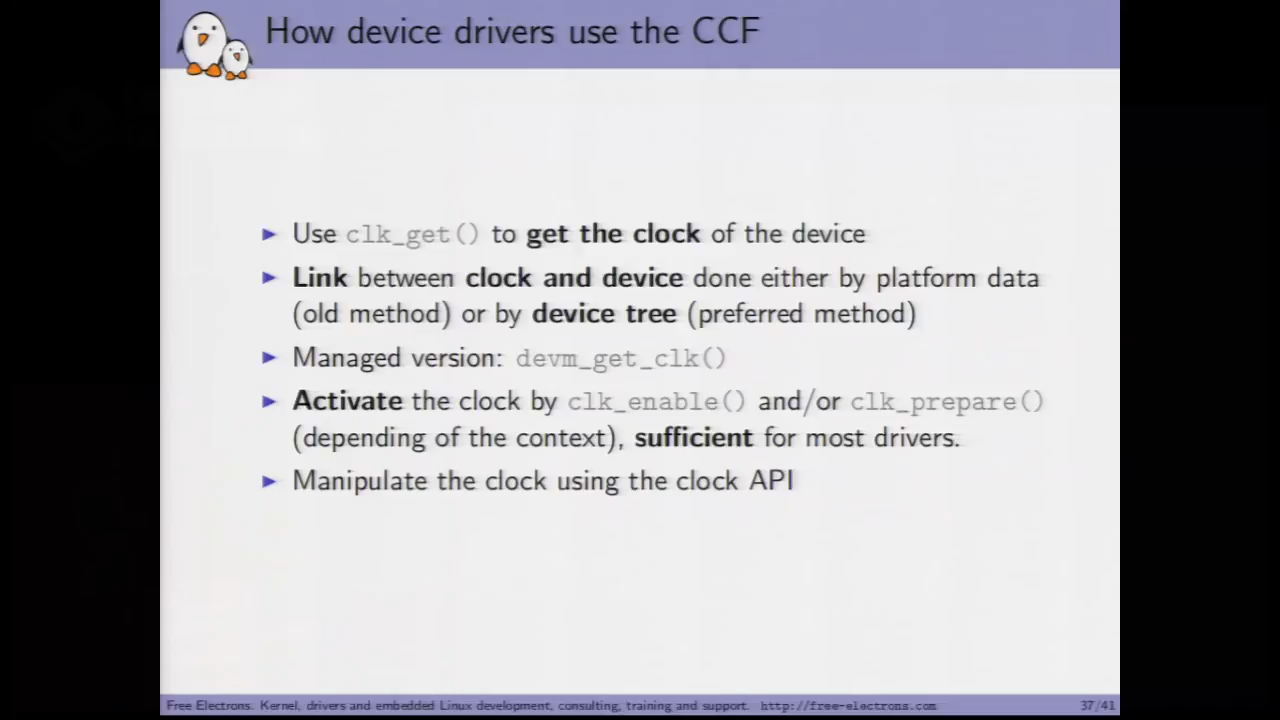 How device drivers use the CCF
Use clk_get() to get the clock of the device
Link between clock and device done either by platform data
(old method) or by device tree (preferred method)
Managed version: devm_get_clk()
Activate the clock by clk_enable() and/or clk_prepare()
(depending of the context), sufficient for most drivers.
Manipulate the clock using the clock API
Free Electrons. Kernel, drivers and embedded Linux development, consulting, training and support. http://free-electrons.com
37/41